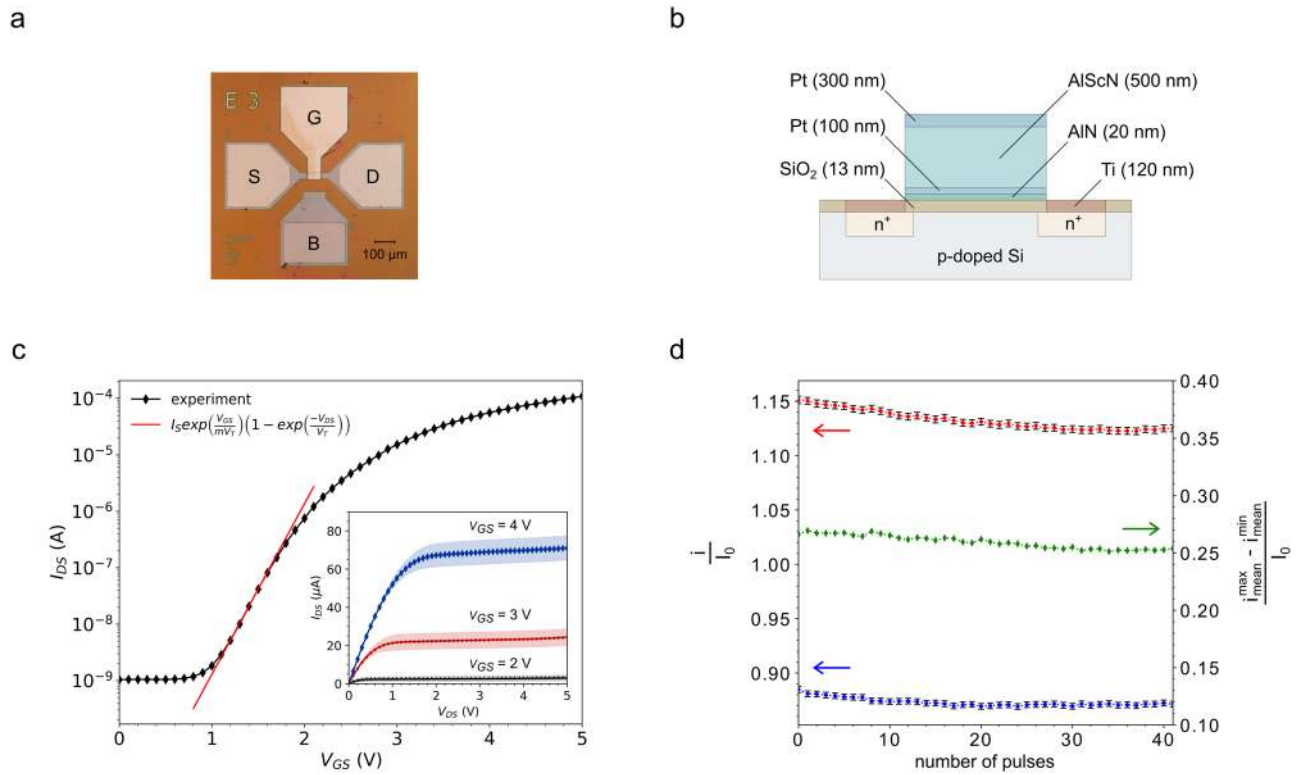 a
E 3
G
S
D
B
100 μm
b
Pt (300 nm)
AlScN (500 nm)
Pt (100 nm)
AlN (20 nm)
SiO₂ (13 nm)
Ti (120 nm)
n⁺
n⁺
p-doped Si
c
10⁻⁴
10⁻⁵
10⁻⁶
10⁻⁷
10⁻⁸
10⁻⁹
I_DS (A)
experiment
I_S exp(V_GS/mV_T)(1 − exp(−V_DS/V_T))
0 1 2 3 4 5
V_GS (V)
80
60
40
20
0
I_DS (μA)
V_GS = 4 V
V_GS = 3 V
V_GS = 2 V
0 1 2 3 4 5
V_DS (V)
d
1.15
1.10
1.05
1.00
0.95
0.90
i/I₀
0.40
0.35
0.30
0.25
0.20
0.15
0.10
i_mean^max - i_mean^min / I₀
0 10 20 30 40
number of pulses